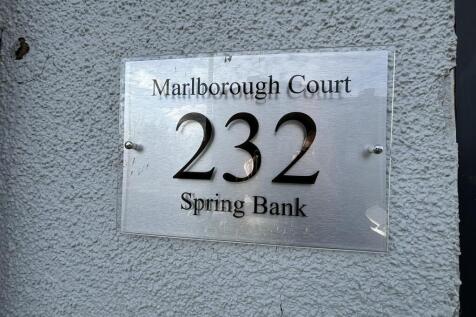 Marlborough Court
232
Spring Bank